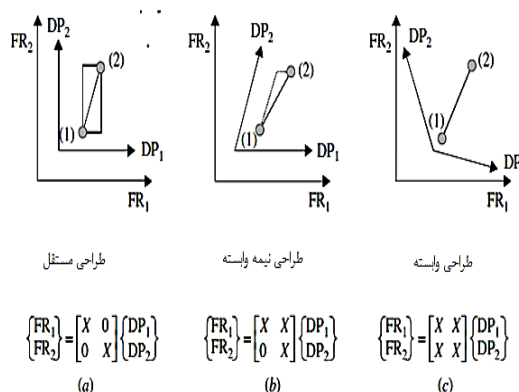 FR2 DP2 (2) (1) DP1 FR1
FR2 DP2 (2) (1) DP1 FR1
FR2 DP2 (2) (1) DP FR1
طراحی مستقل
طراحی نیمه وابسته
طراحی وابسته
{FR1 FR2} = [X 0 0 X] {DP1 DP2}
{FR1 FR2} = [X X 0 X] {DP1 DP2}
{FR1 FR2} = [X X X X] {DP1 DP2}
(a)
(b)
(c)